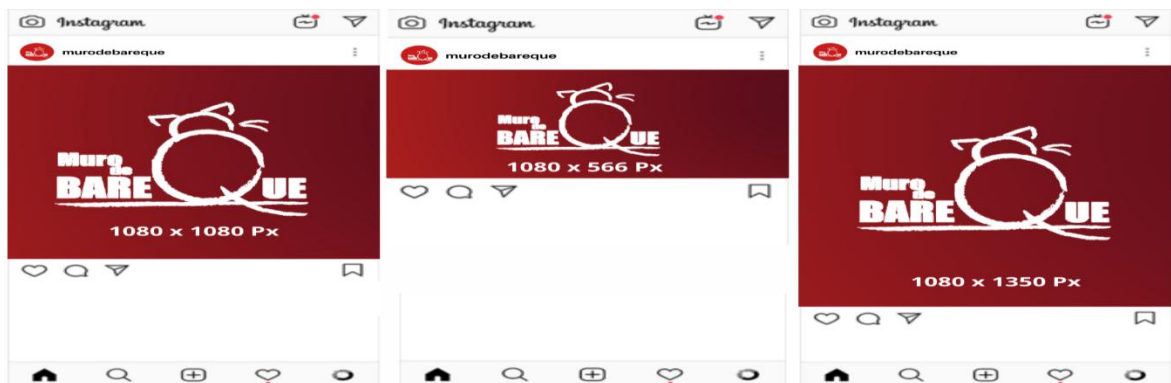 Instagram
murodebareque
Muro
de
BAREQUE
1080 x 1080 Px
Instagram
murodebareque
Muro
de
BAREQUE
1080 x 566 Px
Instagram
murodebareque
Muro
de
BAREQUE
1080 x 1350 Px